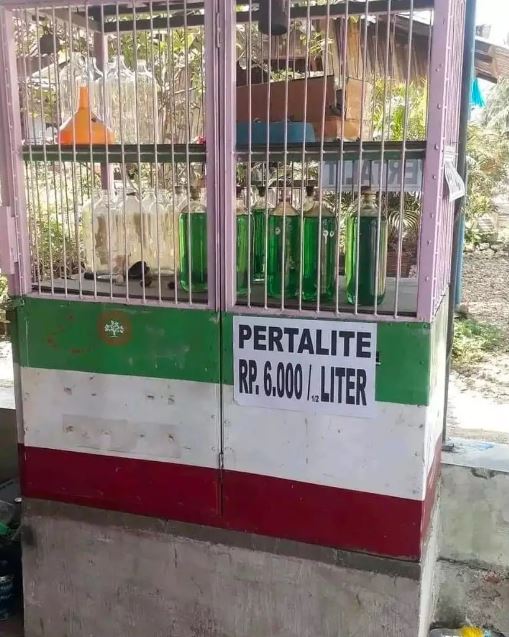 PERTALITE
RP. 6.000 / 1/2 LITER